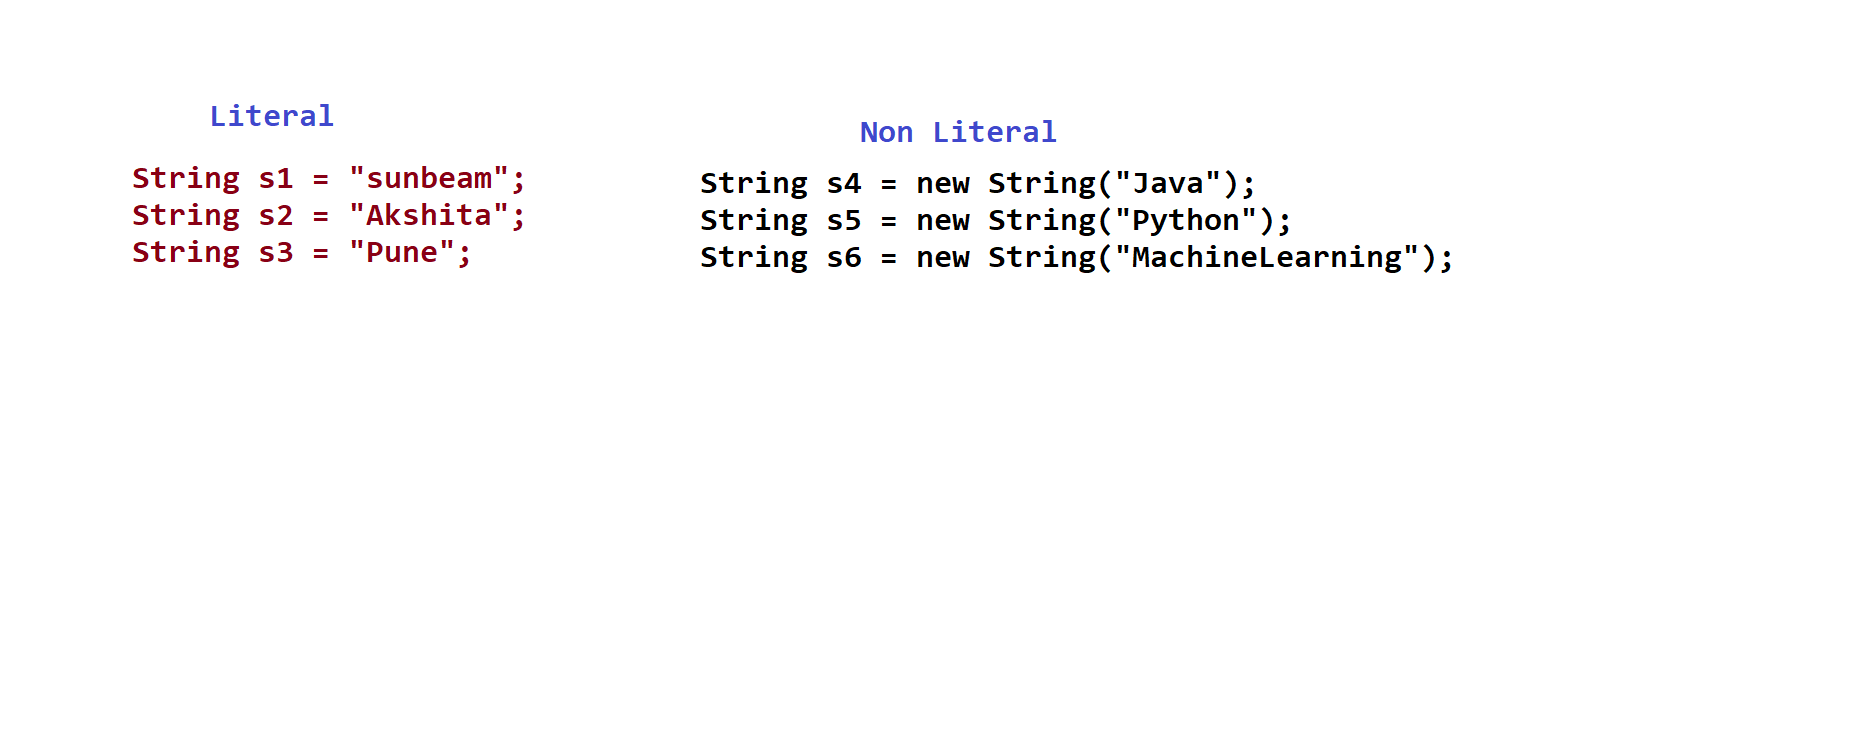 Literal
String s1 = "sunbeam";
String s2 = "Akshita";
String s3 = "Pune";
Non Literal
String s4 = new String("Java");
String s5 = new String("Python");
String s6 = new String("MachineLearning");